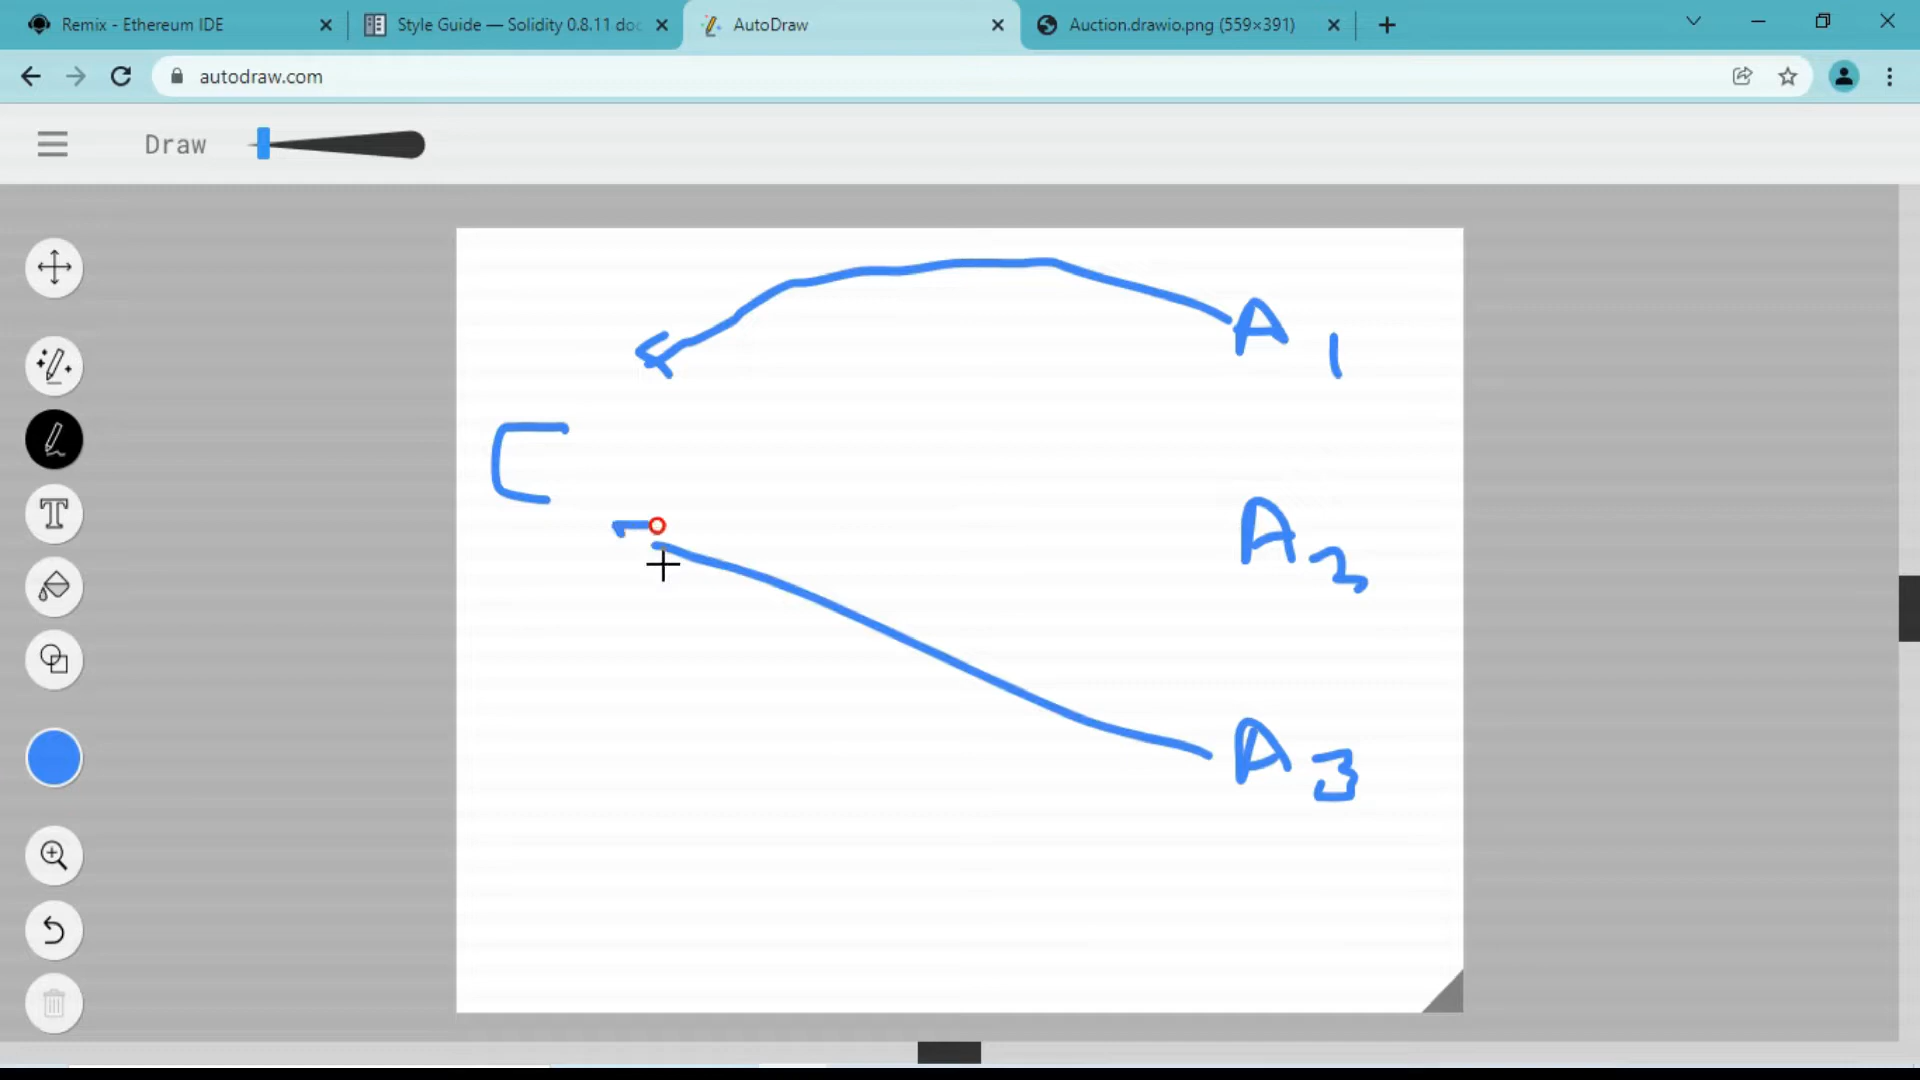 Remix - Ethereum IDE
Style Guide — Solidity 0.8.11 doc
AutoDraw
Auction.drawio.png (559×391)
autodraw.com
Draw
A 1
C
A 2
A 3
T